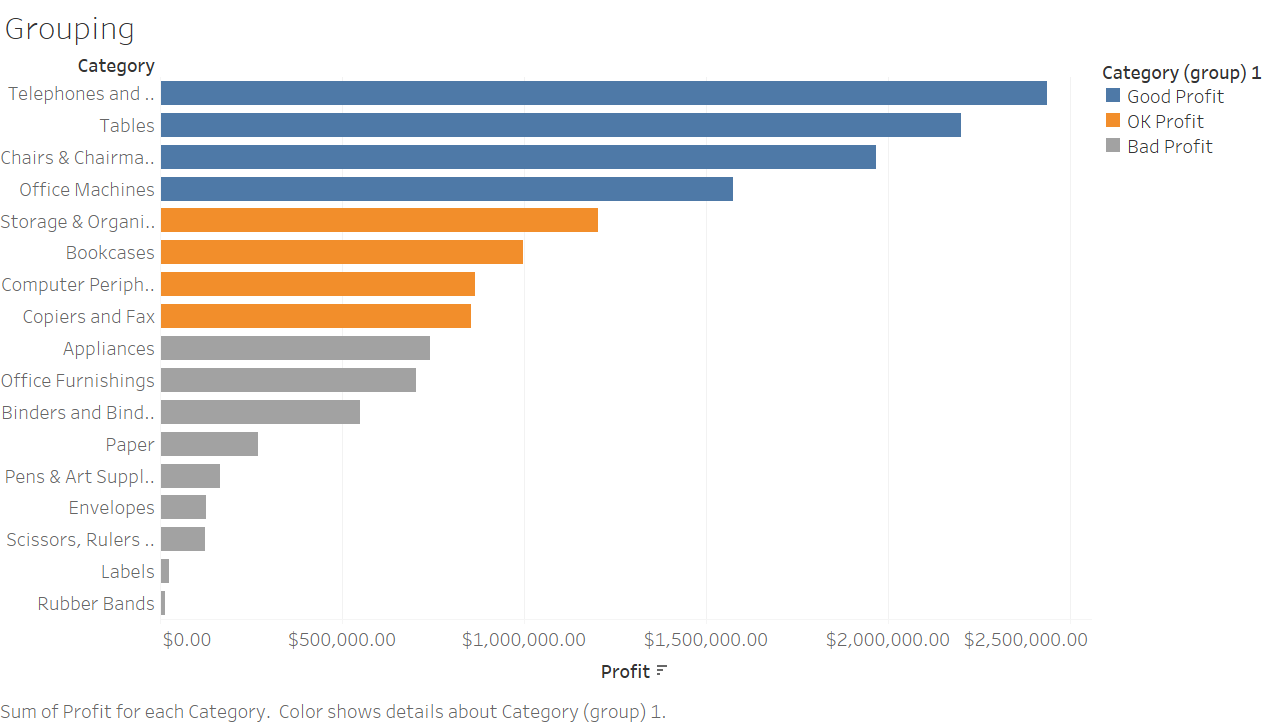 Grouping
Category
Category (group) 1
Telephones and ..
Good Profit
Tables
OK Profit
Chairs & Chairma..
Bad Profit
Office Machines
Storage & Organi..
Bookcases
Computer Periph..
Copiers and Fax
Appliances
Office Furnishings
Binders and Bind..
Paper
Pens & Art Suppl..
Envelopes
Scissors, Rulers ..
Labels
Rubber Bands
$0.00 $500,000.00 $1,000,000.00 $1,500,000.00 $2,000,000.00 $2,500,000.00
Profit
Sum of Profit for each Category.  Color shows details about Category (group) 1.